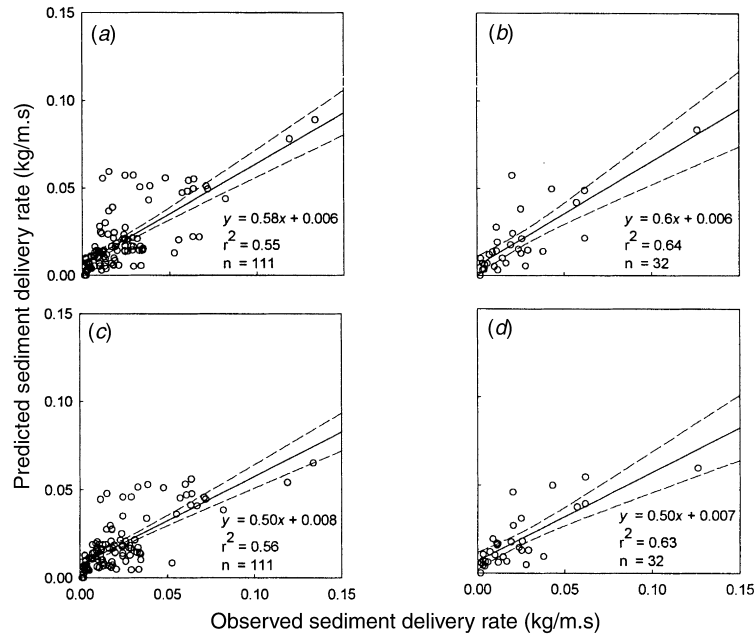 0.15
(a)
0.10
0.05
0.00
y = 0.58x + 0.006
r² = 0.55
n = 111
(b)
y = 0.6x + 0.006
r² = 0.64
n = 32
Predicted sediment delivery rate (kg/m.s)
0.15
(c)
0.10
0.05
0.00
y = 0.50x + 0.008
r² = 0.56
n = 111
0.00 0.05 0.10 0.15
(d)
y = 0.50x + 0.007
r² = 0.63
n = 32
0.00 0.05 0.10 0.15
Observed sediment delivery rate (kg/m.s)